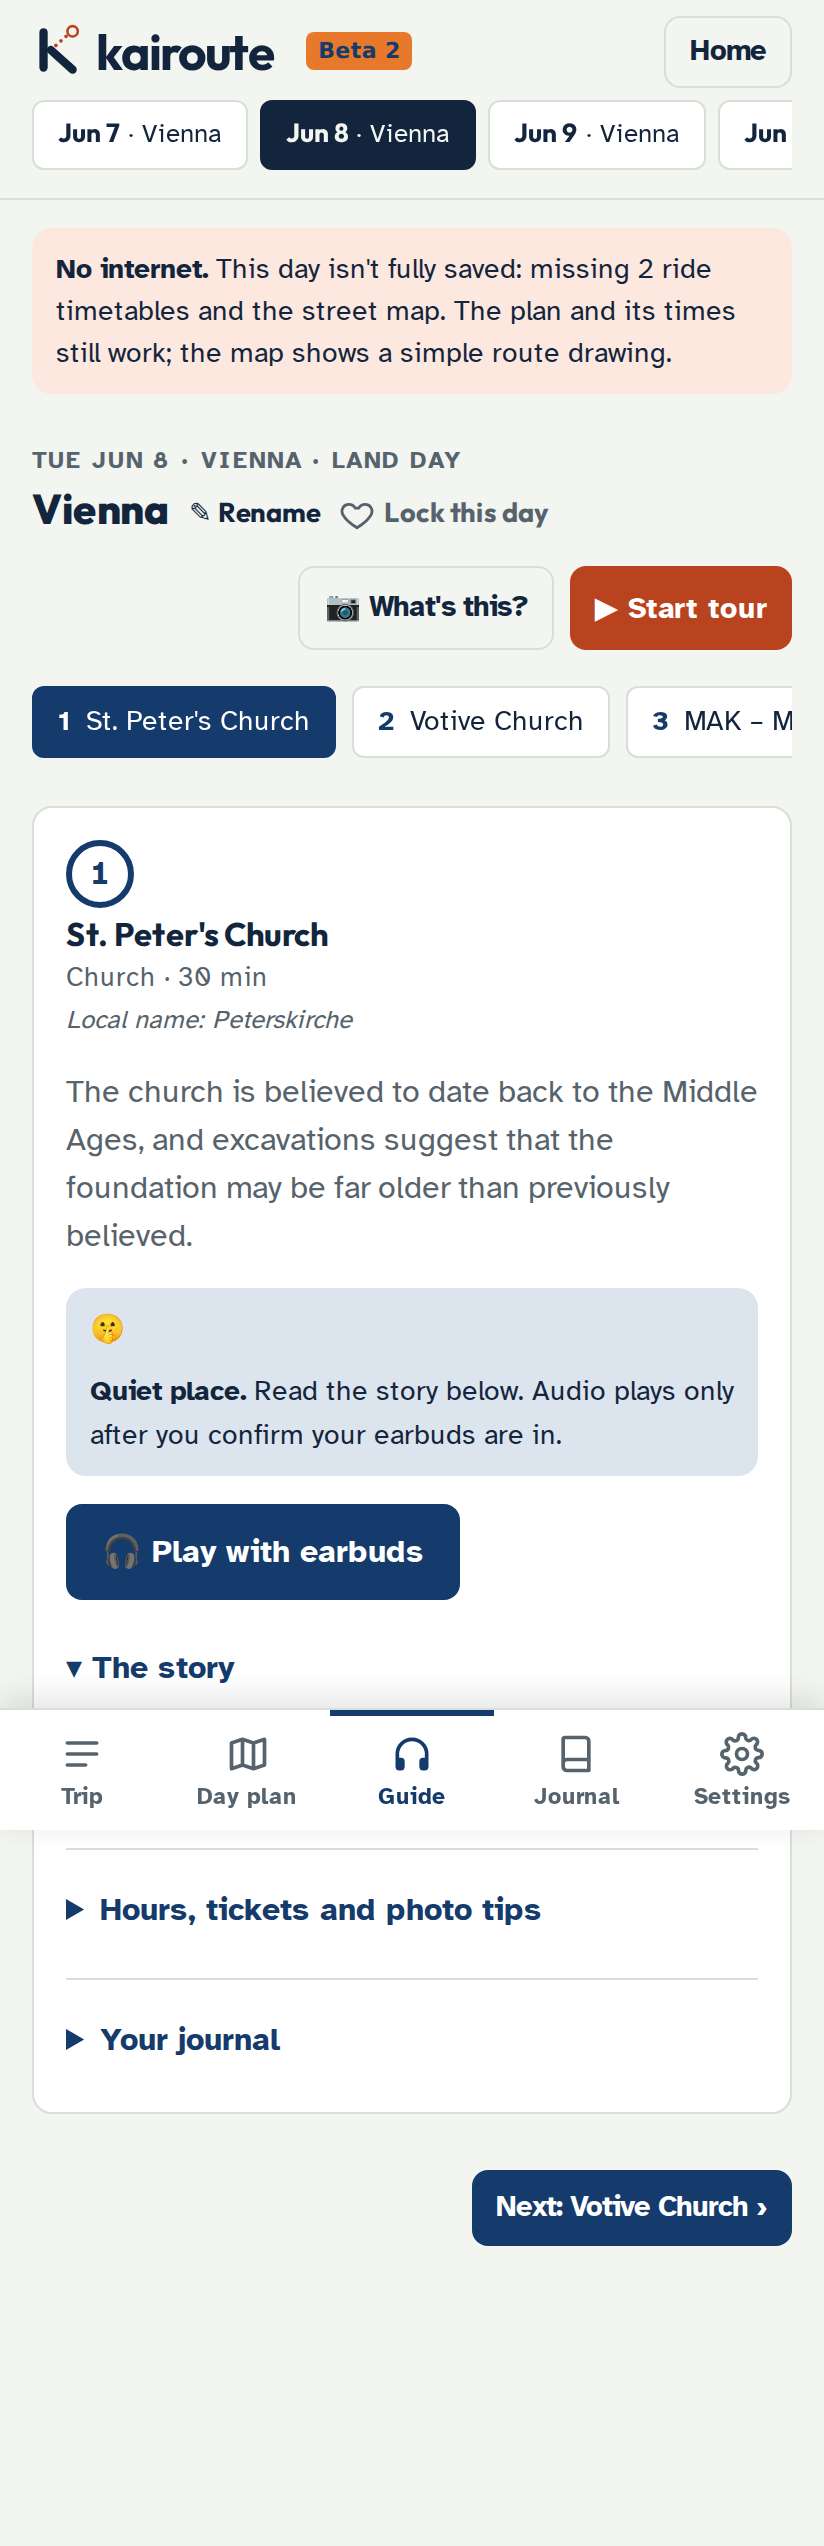 kairoute
Beta 2
Home
Jun 7 · Vienna
Jun 8 · Vienna
Jun 9 · Vienna
Jun
No internet. This day isn't fully saved: missing 2 ride
timetables and the street map. The plan and its times
still work; the map shows a simple route drawing.
TUE JUN 8 · VIENNA · LAND DAY
Vienna
✎ Rename
Lock this day
📷 What's this?
▶ Start tour
1 St. Peter's Church
2 Votive Church
3 MAK – M
1
St. Peter's Church
Church · 30 min
Local name: Peterskirche
The church is believed to date back to the Middle
Ages, and excavations suggest that the
foundation may be far older than previously
believed.
🤫
Quiet place. Read the story below. Audio plays only
after you confirm your earbuds are in.
🎧 Play with earbuds
▾ The story
Trip
Day plan
Guide
Journal
Settings
▸ Hours, tickets and photo tips
▸ Your journal
Next: Votive Church ›